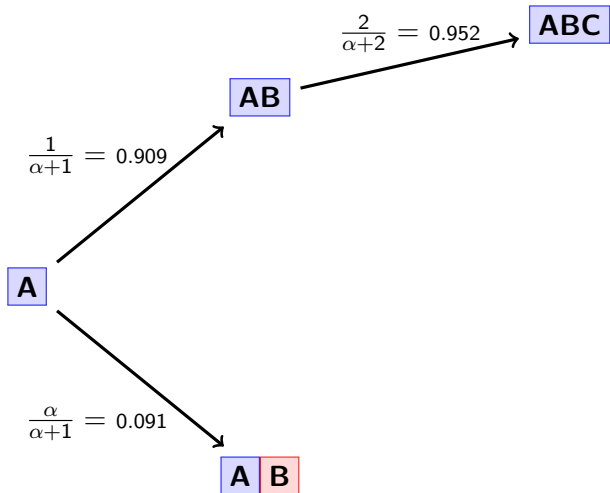 2/(α+2) = 0.952
ABC
AB
1/(α+1) = 0.909
A
α/(α+1) = 0.091
A B